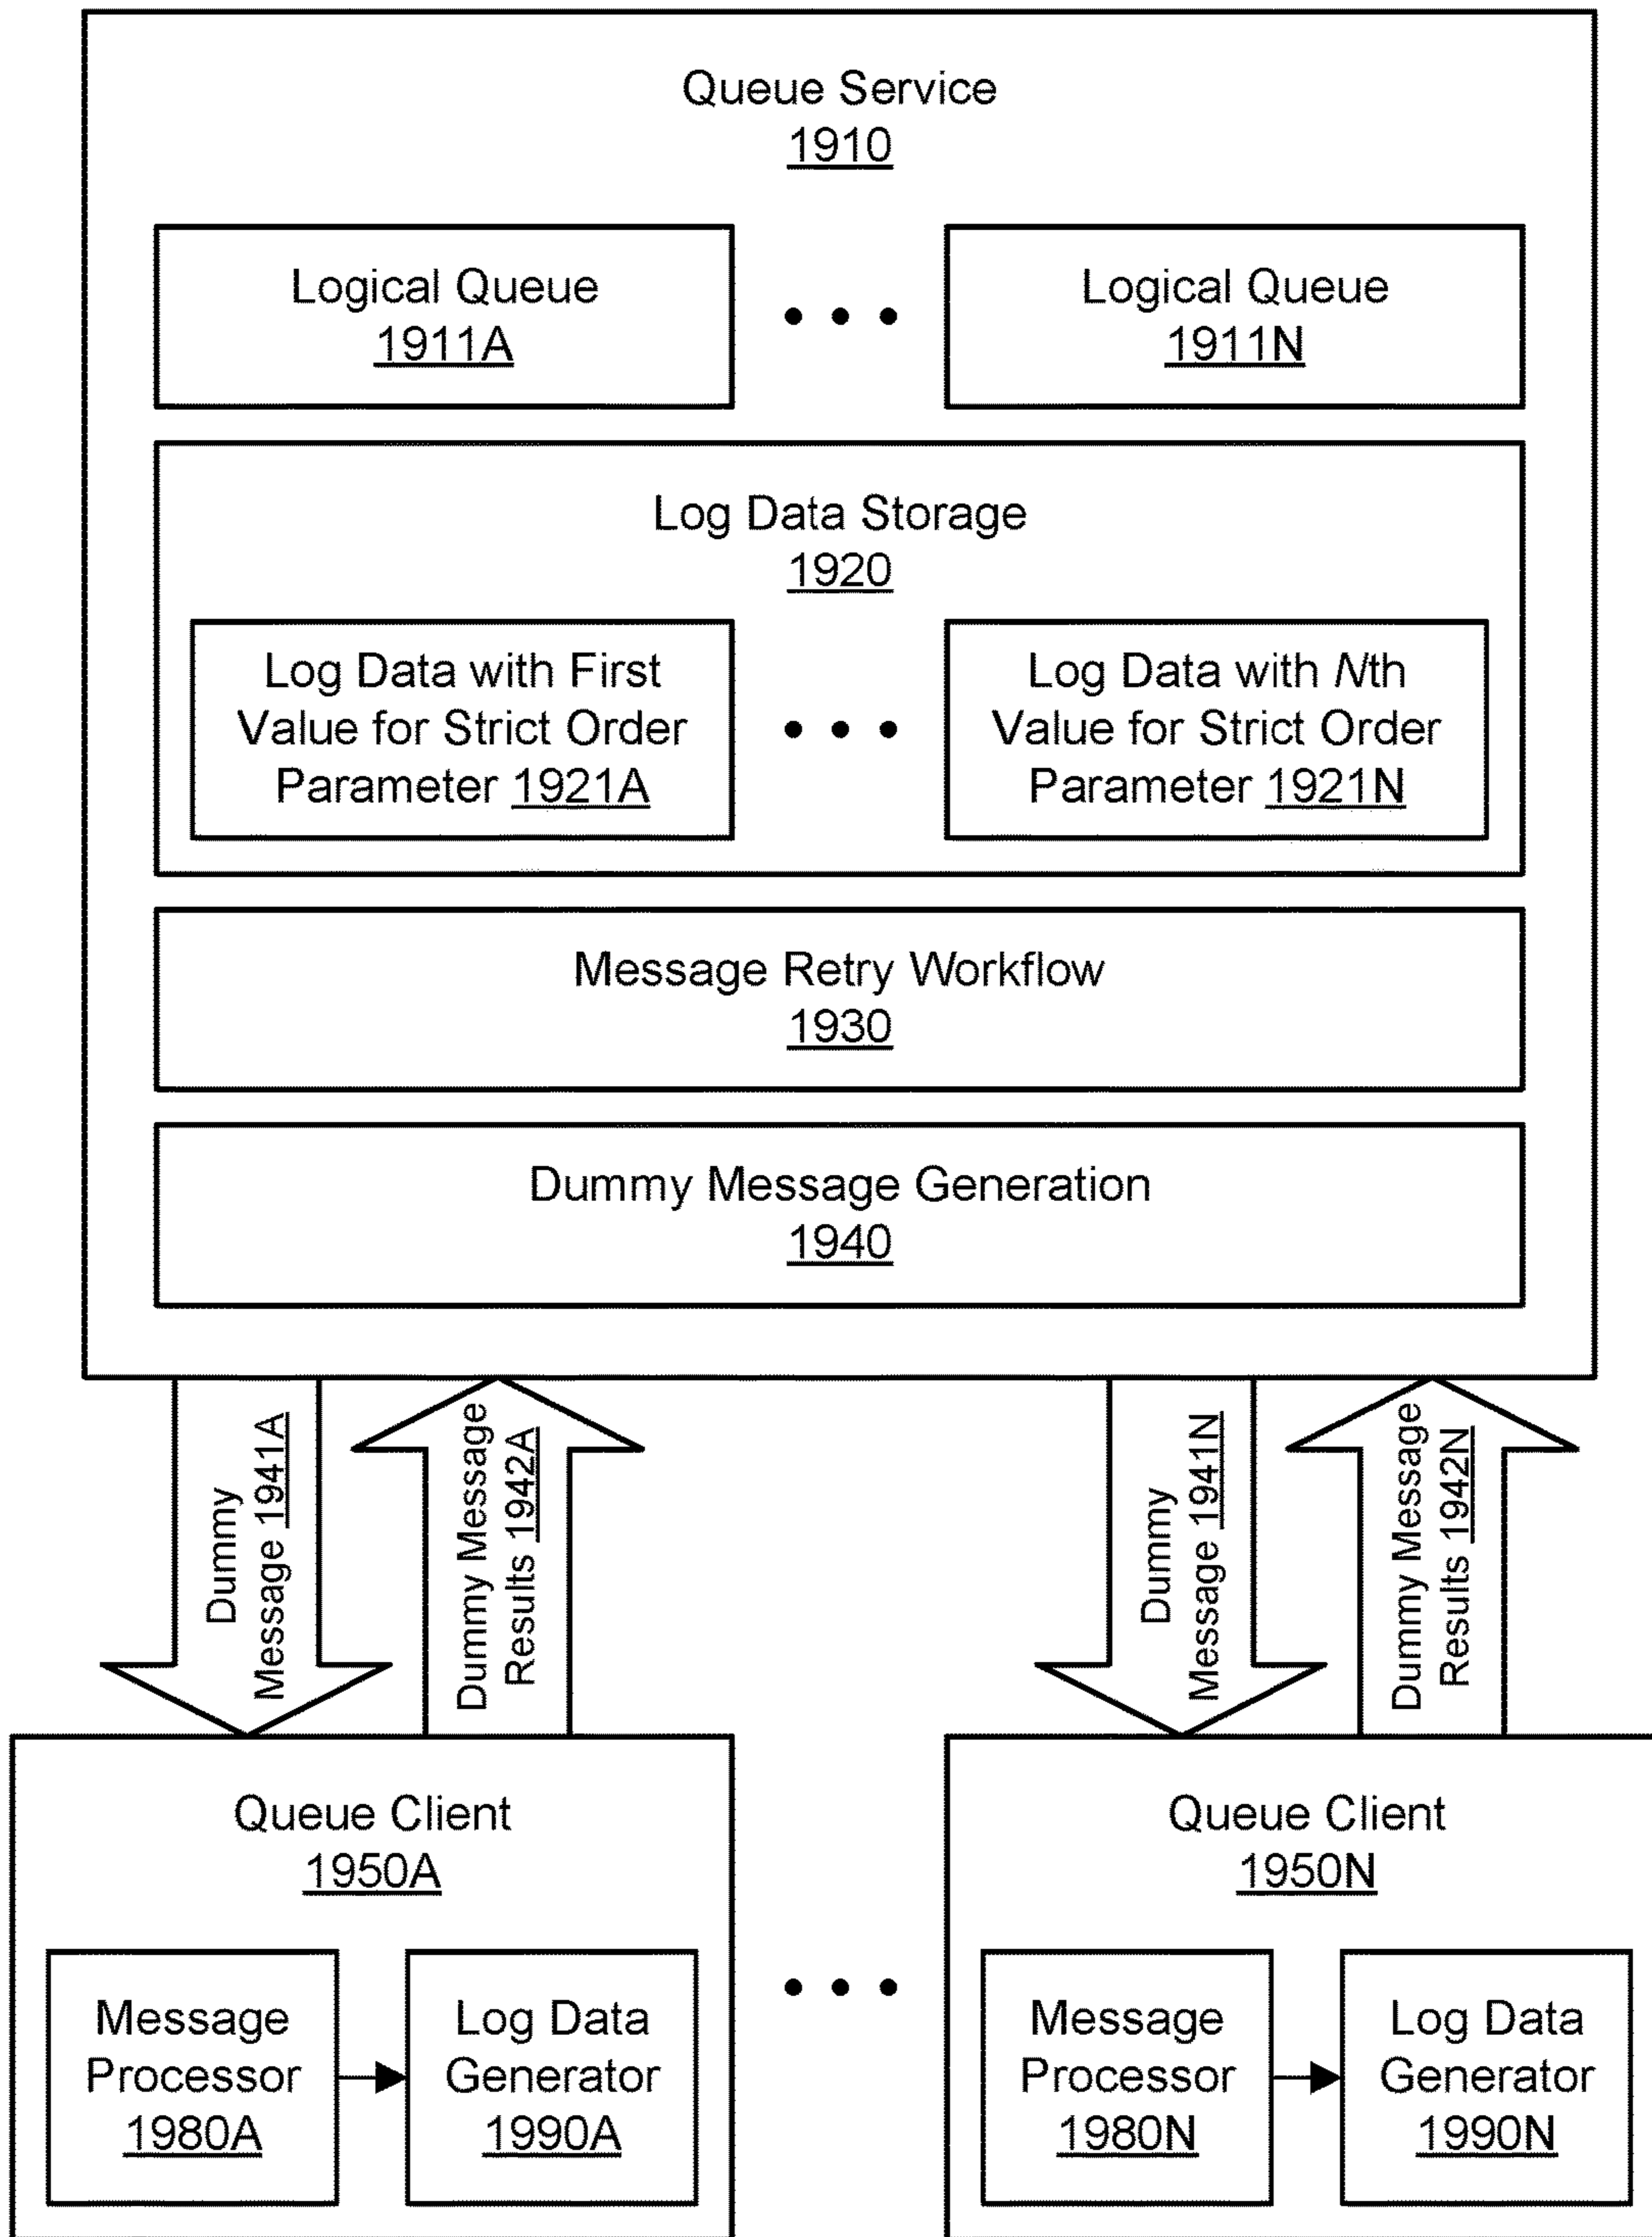 Queue Service
1910
Logical Queue
1911A
Logical Queue
1911N
Log Data Storage
1920
Log Data with First
Value for Strict Order
Parameter 1921A
Log Data with Nth
Value for Strict Order
Parameter 1921N
Message Retry Workflow
1930
Dummy Message Generation
1940
Dummy
Message 1941A
Dummy Message
Results 1942A
Dummy
Message 1941N
Dummy Message
Results 1942N
Queue Client
1950A
Message
Processor
1980A
Log Data
Generator
1990A
Queue Client
1950N
Message
Processor
1980N
Log Data
Generator
1990N